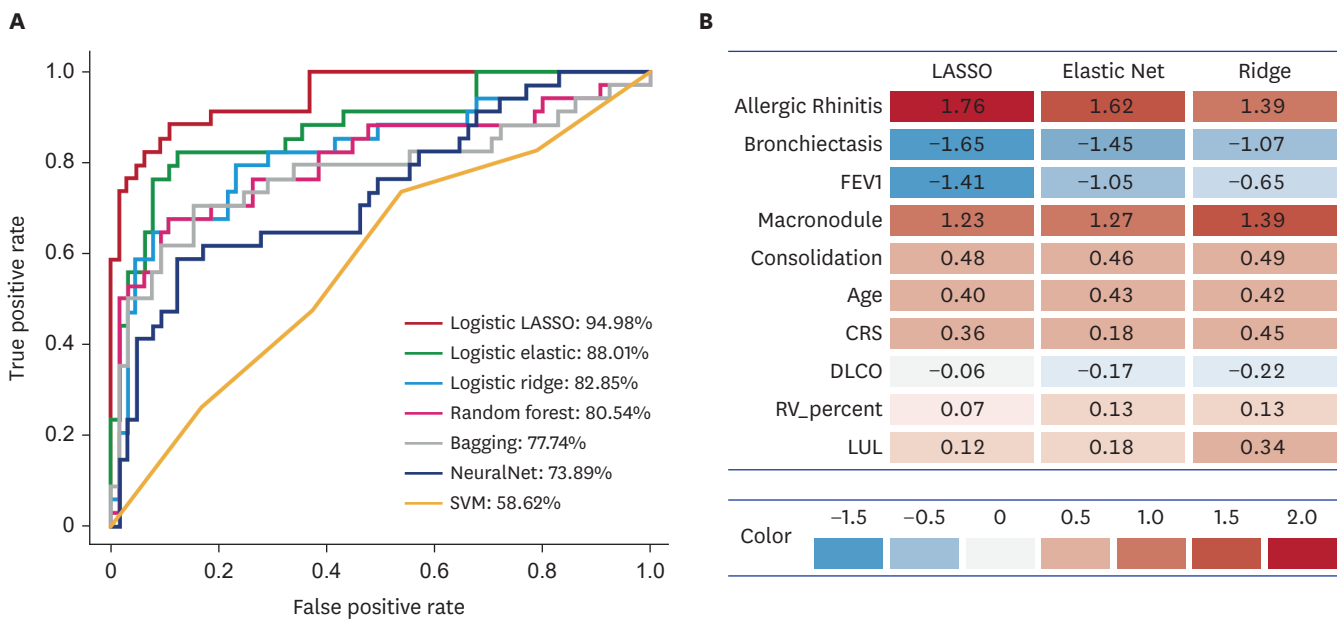 A
True positive rate
1.0
0.8
0.6
0.45
0.2
0
Logistic LASSO: 94.98%
Logistic elastic: 88.01%
Logistic ridge: 82.85%
Random forest: 80.54%
Bagging: 77.74%
NeuralNet: 73.89%
SVM: 58.62%
0 0.2 0.4 0.6 0.8 1.0
False positive rate
B
LASSO Elastic Net Ridge
Allergic Rhinitis 1.76 1.62 1.39
Bronchiectasis −1.65 −1.45 −1.07
FEV1 −1.41 −1.05 −0.65
Macronodule 1.23 1.27 1.39
Consolidation 0.48 0.46 0.49
Age 0.40 0.43 0.42
CRS 0.36 0.18 0.45
DLCO −0.06 −0.17 −0.22
RV_percent 0.07 0.13 0.13
LUL 0.12 0.18 0.34
−1.5 −0.5 0 0.5 1.0 1.5 2.0
Color